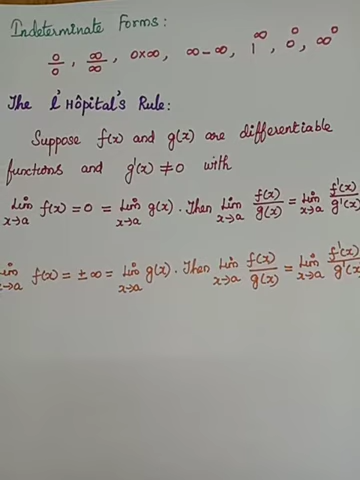 Indeterminate Forms:
0/0, ∞/∞, 0×∞, ∞-∞, 1^∞, 0^0, ∞^0
The l'Hôpital's Rule:
Suppose f(x) and g(x) are differentiable
functions and g'(x) ≠ 0 with
Lim x→a f(x) = 0 = Lim x→a g(x). Then Lim x→a f(x)/g(x) = Lim x→a f'(x)/g'(x)
Lim x→a f(x) = ±∞ = Lim x→a g(x). Then Lim x→a f(x)/g(x) = Lim x→a f'(x)/g'(x)